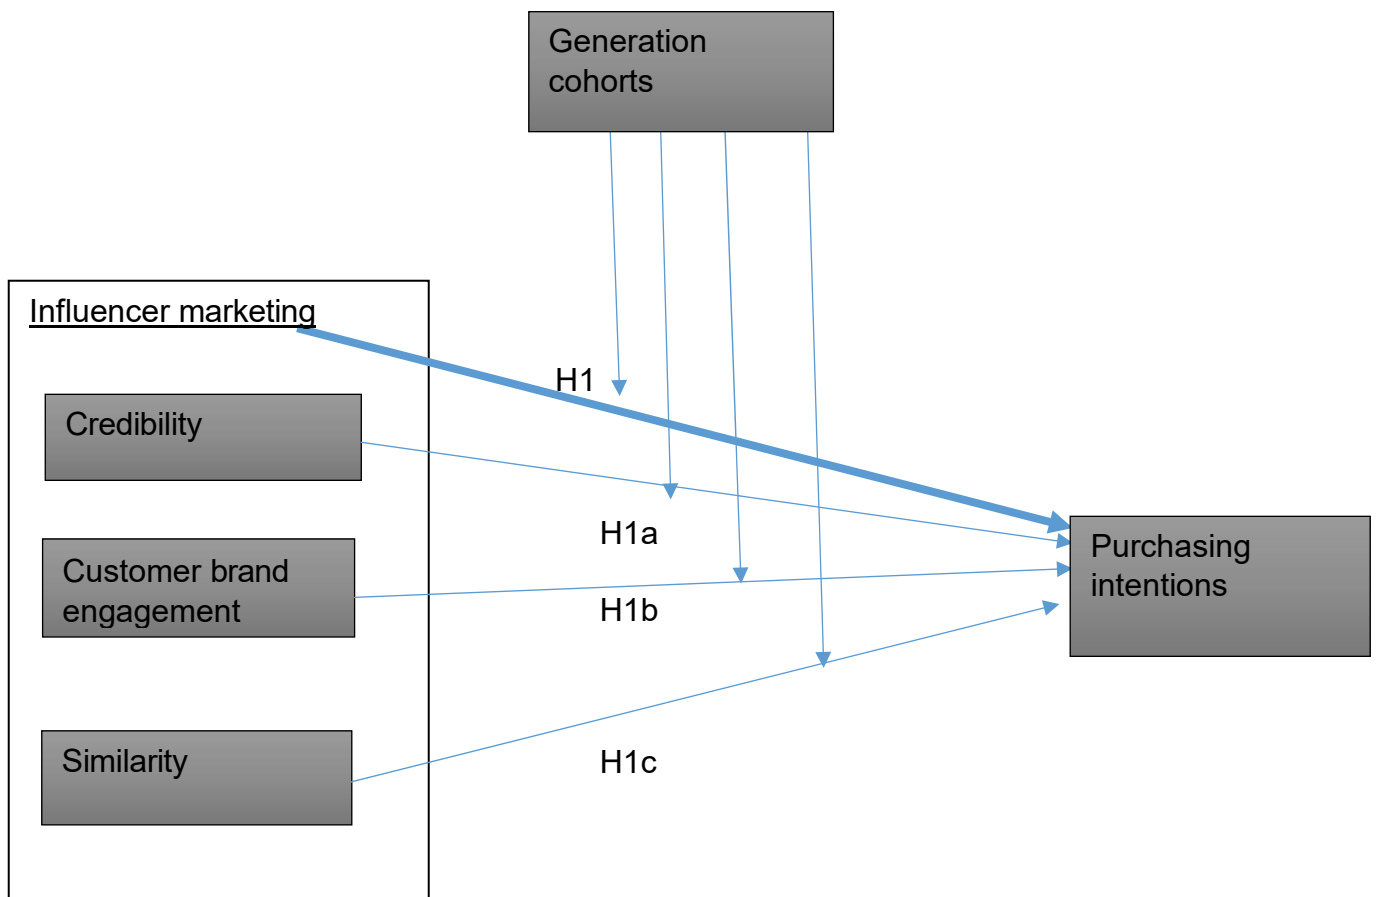 Generation
cohorts
Influencer marketing
H1
Credibility
H1a
Customer brand
engagement
H1b
Purchasing
intentions
Similarity
H1c